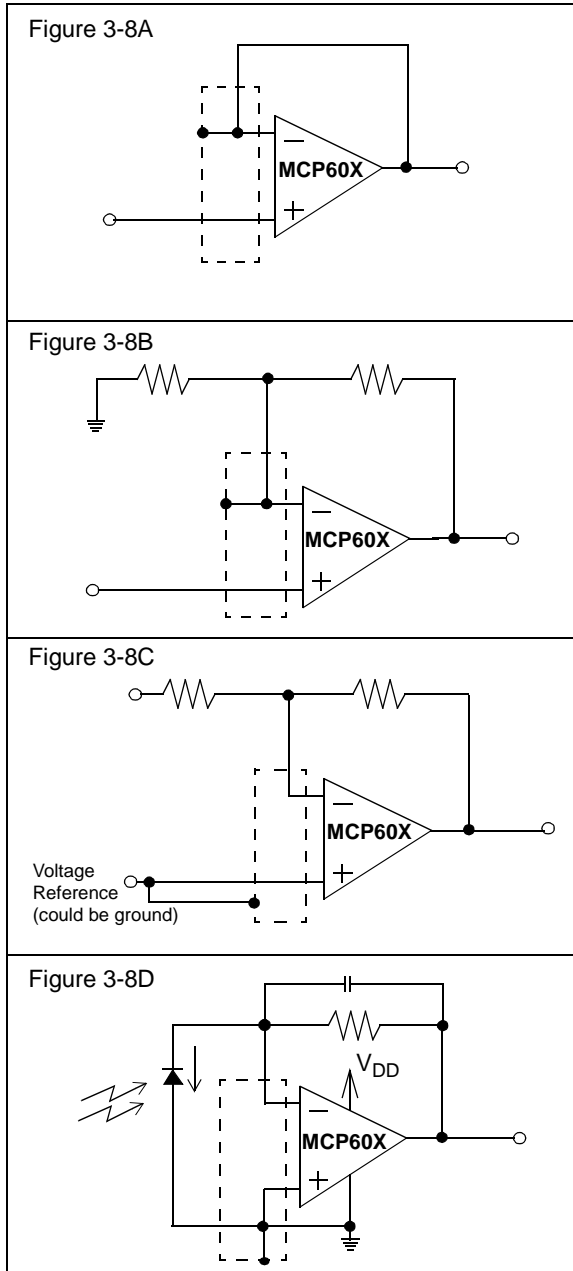 Figure 3-8A
−
MCP60X
+
Figure 3-8B
−
MCP60X
+
Figure 3-8C
−
MCP60X
+
Voltage
Reference
(could be ground)
Figure 3-8D
VDD
−
MCP60X
+